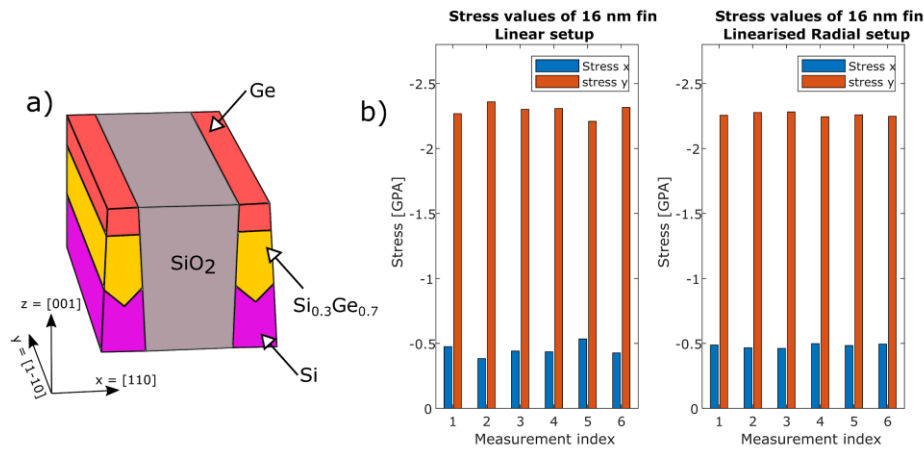 a)
Ge
SiO2
Si0.3Ge0.7
Si
z = [001]
y = [1-10]
x = [110]
b)
Stress values of 16 nm fin
Linear setup
Stress x
stress y
Stress [GPA]
-2.5
-2
-1.5
-1
-0.5
0
1 2 3 4 5 6
Measurement index
Stress values of 16 nm fin
Linearised Radial setup
Stress x
stress y
Stress [GPA]
-2.5
-2
-1.5
-1
-0.5
0
1 2 3 4 5 6
Measurement index